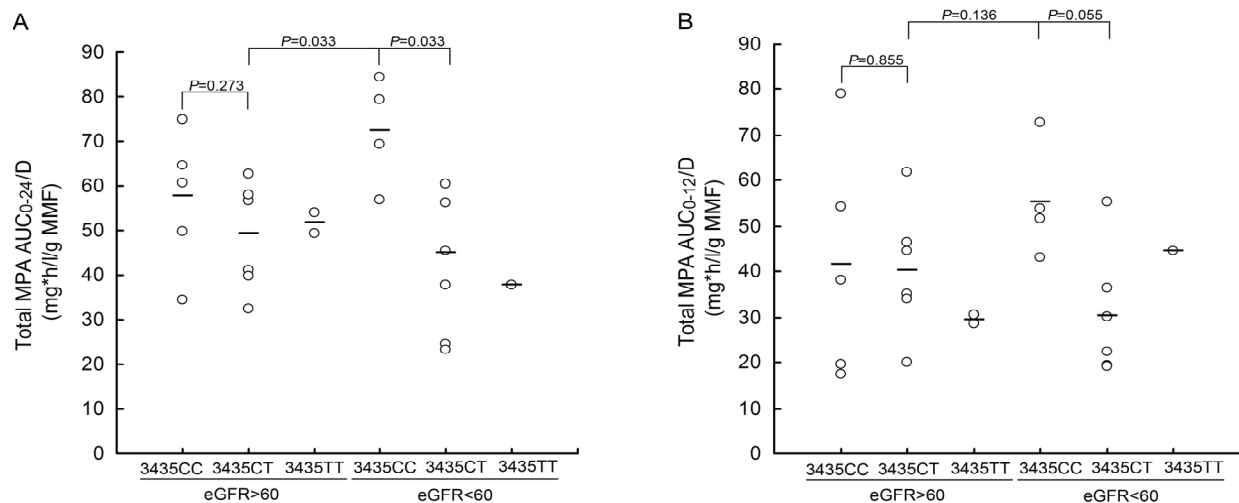 A
P=0.033
P=0.033
P=0.273
Total MPA AUC0-24/D
(mg*h/l/g MMF)
90
80
70
60
50
40
30
20
10
0
3435CC
3435CT
3435TT
3435CC
3435CT
3435TT
eGFR>60
eGFR<60
B
P=0.136
P=0.055
P=0.855
Total MPA AUC0-12/D
(mg*h/l/g MMF)
90
80
70
60
50
40
30
20
10
0
3435CC
3435CT
3435TT
3435CC
3435CT
3435TT
eGFR>60
eGFR<60